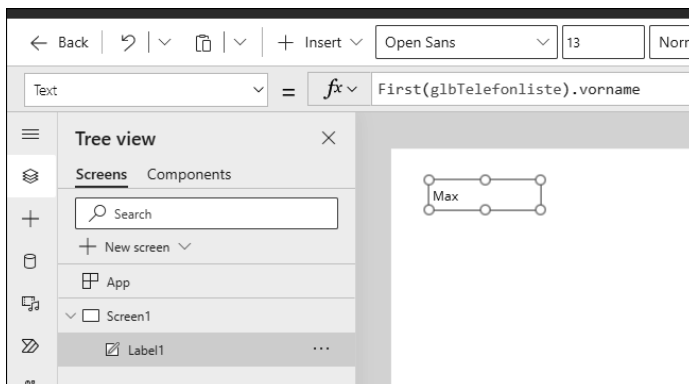 Back Insert Open Sans 13 Norr
Text = fx First(glbTelefonliste).vorname
Tree view
Screens Components
Search
New screen
App
Screen1
Label1 ...
Max